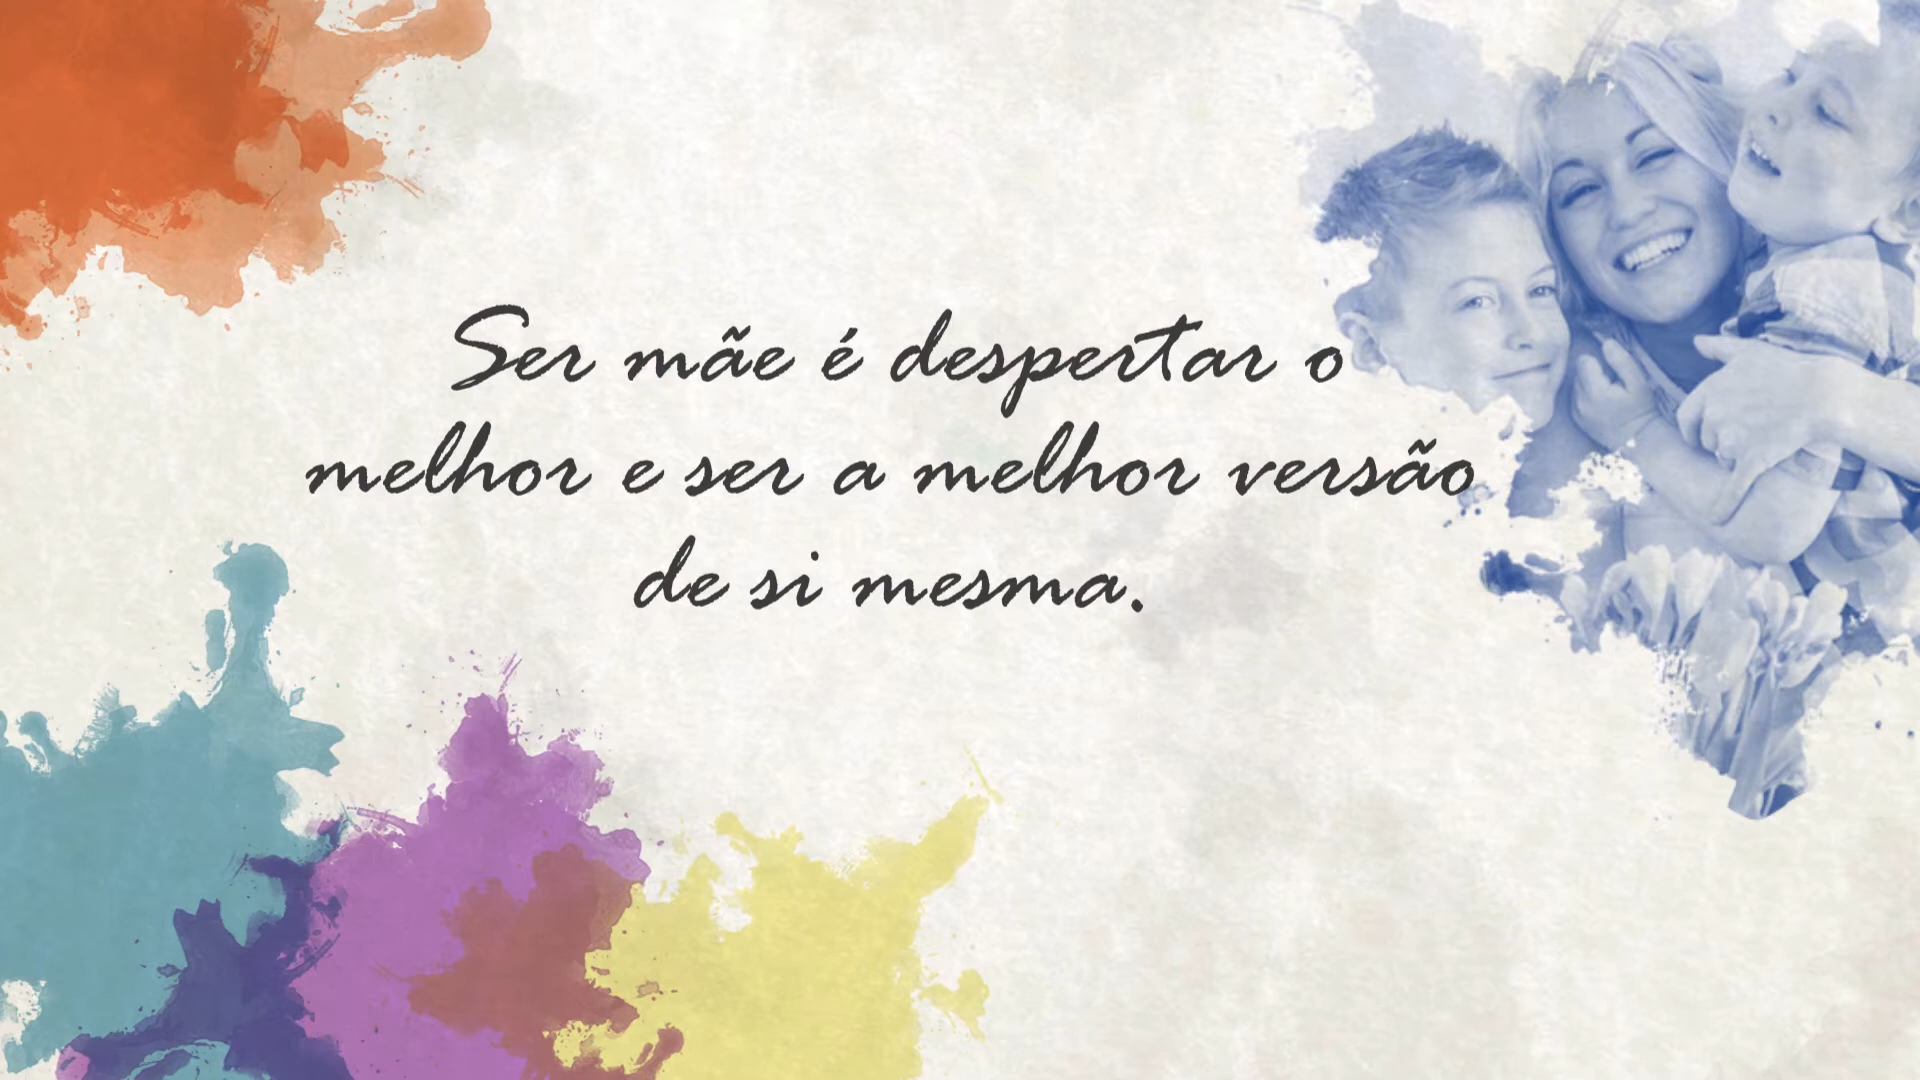 Ser mãe é despertar o
melhor e ser a melhor versão
de si mesma.